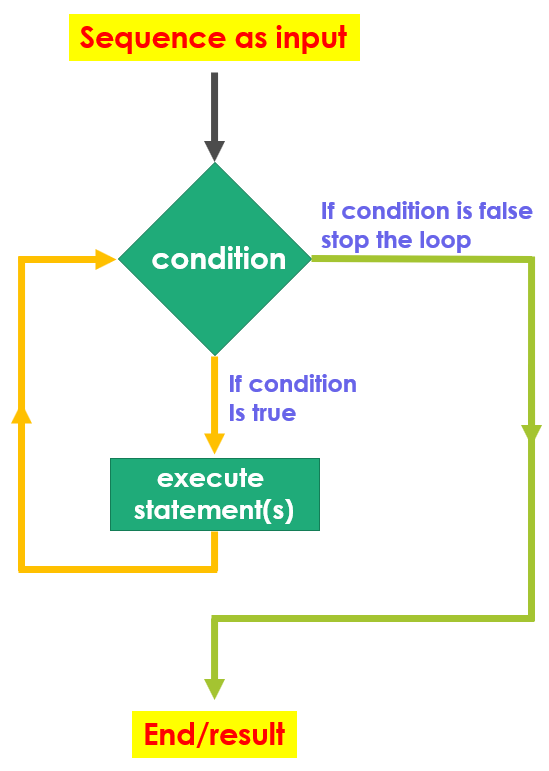 Sequence as input
If condition is false
stop the loop
condition
If condition
Is true
execute
statement(s)
End/result